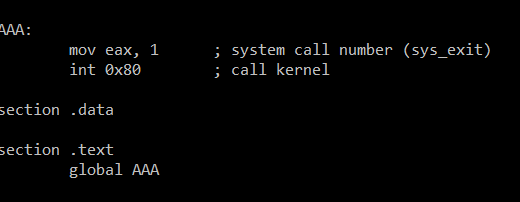 AAA:
mov eax, 1 ; system call number (sys_exit)
int 0x80 ; call kernel
section .data
section .text
global AAA